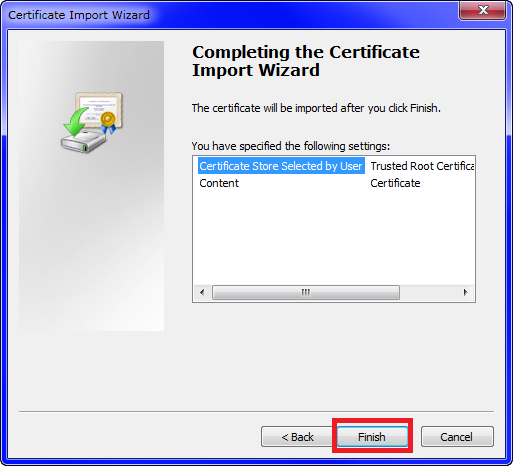 Certificate Import Wizard
Completing the Certificate
Import Wizard
The certificate will be imported after you click Finish.
You have specified the following settings:
Certificate Store Selected by User Trusted Root Certifica
Content Certificate
< Back Finish Cancel